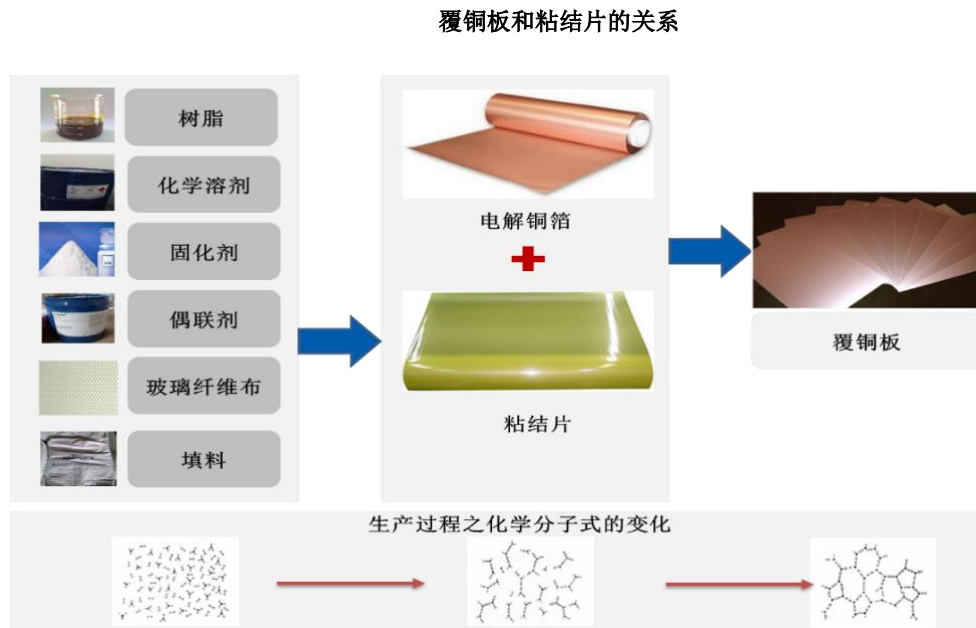 覆铜板和粘结片的关系
树脂
化学溶剂
固化剂
偶联剂
玻璃纤维布
填料
电解铜箔
粘结片
覆铜板
生产过程之化学分子式的变化